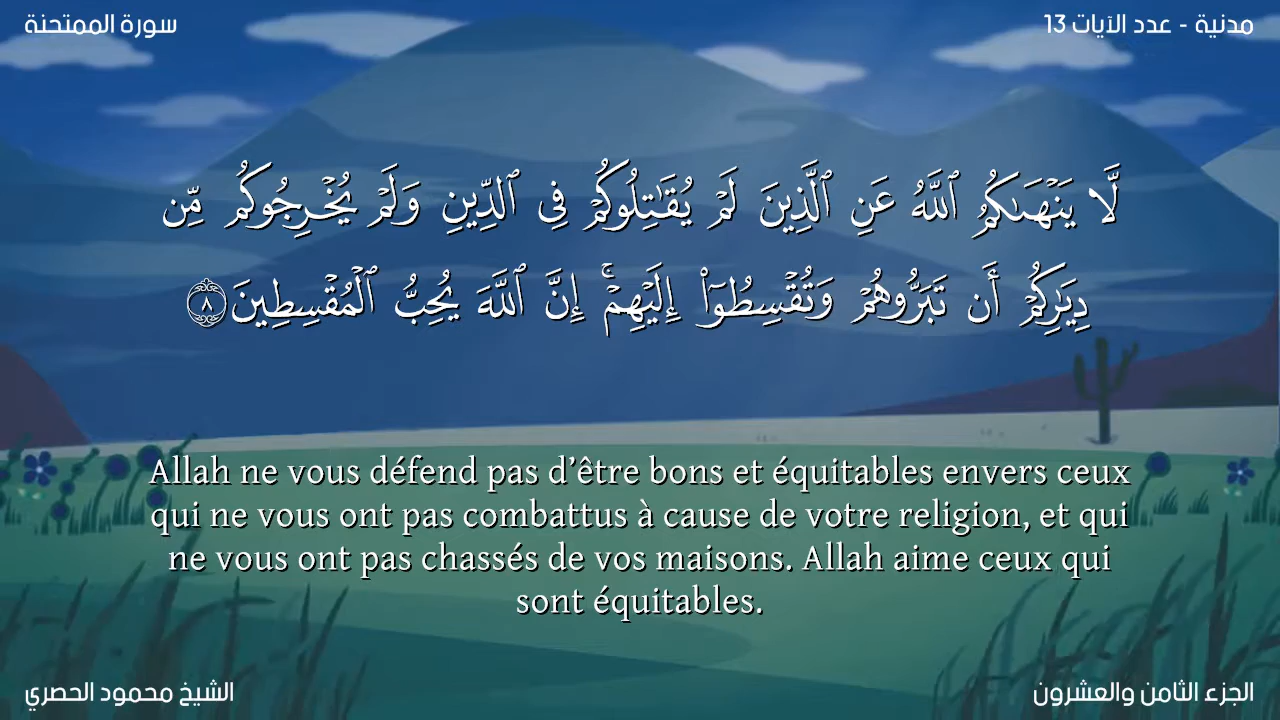 سورة الممتحنة
مدنية - عدد الآيات 13
لَّا يَنْهَىٰكُمُ ٱللَّهُ عَنِ ٱلَّذِينَ لَمْ يُقَـٰتِلُوكُمْ فِى ٱلدِّينِ وَلَمْ يُخْرِجُوكُم مِّن
دِيَـٰرِكُمْ أَن تَبَرُّوهُمْ وَتُقْسِطُوٓا۟ إِلَيْهِمْ ۚ إِنَّ ٱللَّهَ يُحِبُّ ٱلْمُقْسِطِينَ ٨
Allah ne vous défend pas d’être bons et équitables envers ceux
qui ne vous ont pas combattus à cause de votre religion, et qui
ne vous ont pas chassés de vos maisons. Allah aime ceux qui
sont équitables.
الشيخ محمود الحصري
الجزء الثامن والعشرون